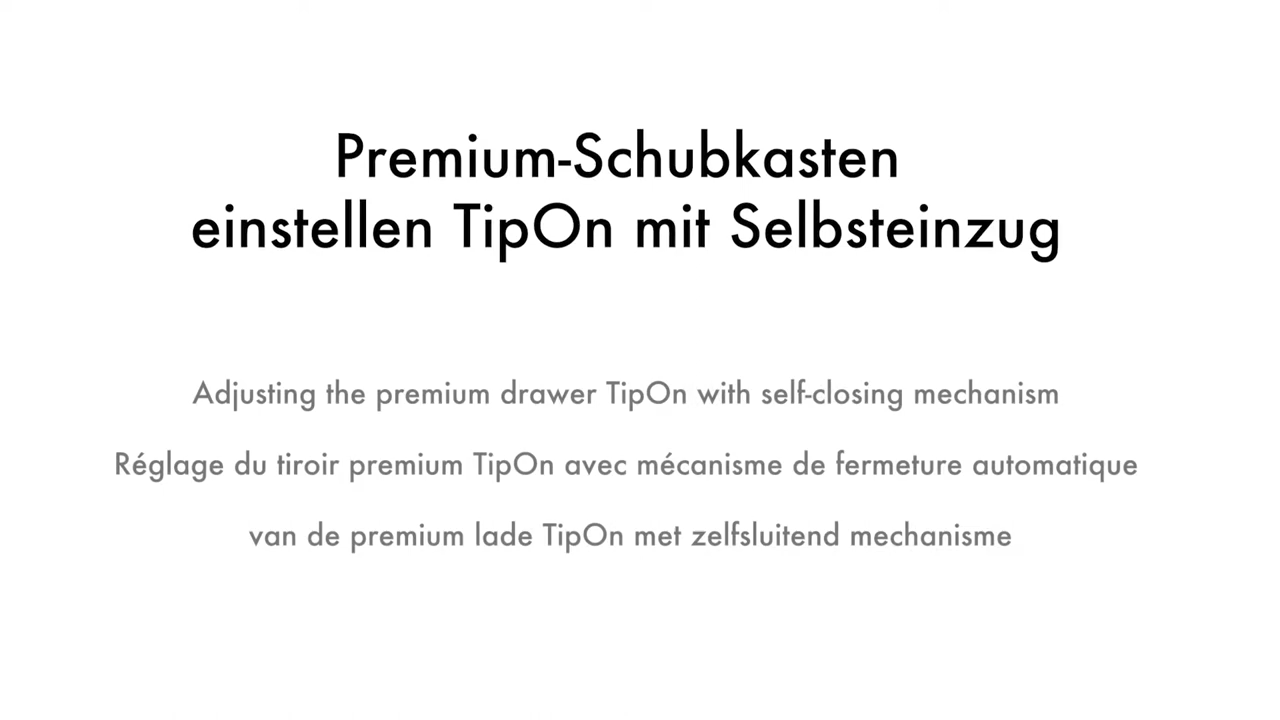 Premium-Schubkasten
einstellen TipOn mit Selbsteinzug
Adjusting the premium drawer TipOn with self-closing mechanism
Réglage du tiroir premium TipOn avec mécanisme de fermeture automatique
van de premium lade TipOn met zelfsluitend mechanisme